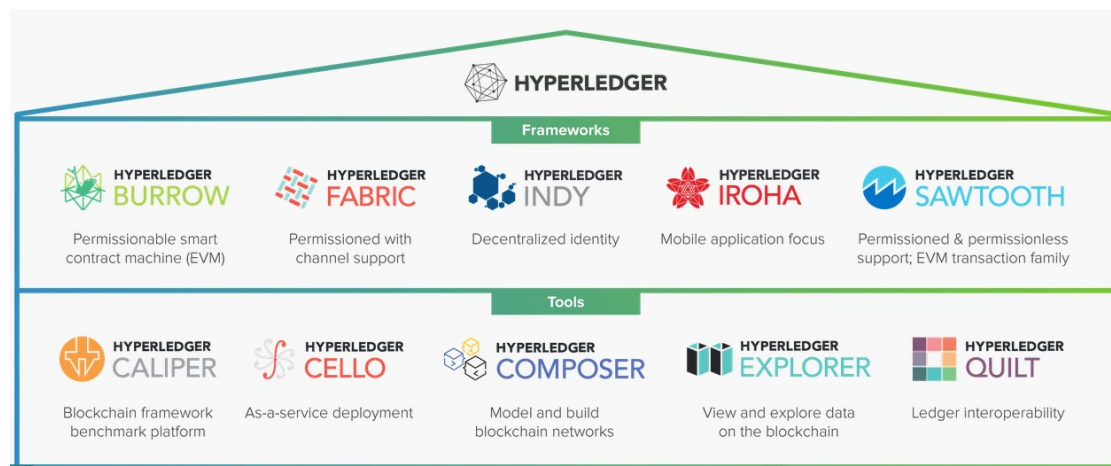 HYPERLEDGER
Frameworks
HYPERLEDGER
BURROW
Permissionable smart
contract machine (EVM)
HYPERLEDGER
FABRIC
Permissioned with
channel support
HYPERLEDGER
INDY
Decentralized identity
HYPERLEDGER
IROHA
Mobile application focus
HYPERLEDGER
SAWTOOTH
Permissioned & permissionless
support; EVM transaction family
Tools
HYPERLEDGER
CALIPER
Blockchain framework
benchmark platform
HYPERLEDGER
CELLO
As-a-service deployment
HYPERLEDGER
COMPOSER
Model and build
blockchain networks
HYPERLEDGER
EXPLORER
View and explore data
on the blockchain
HYPERLEDGER
QUILT
Ledger interoperability